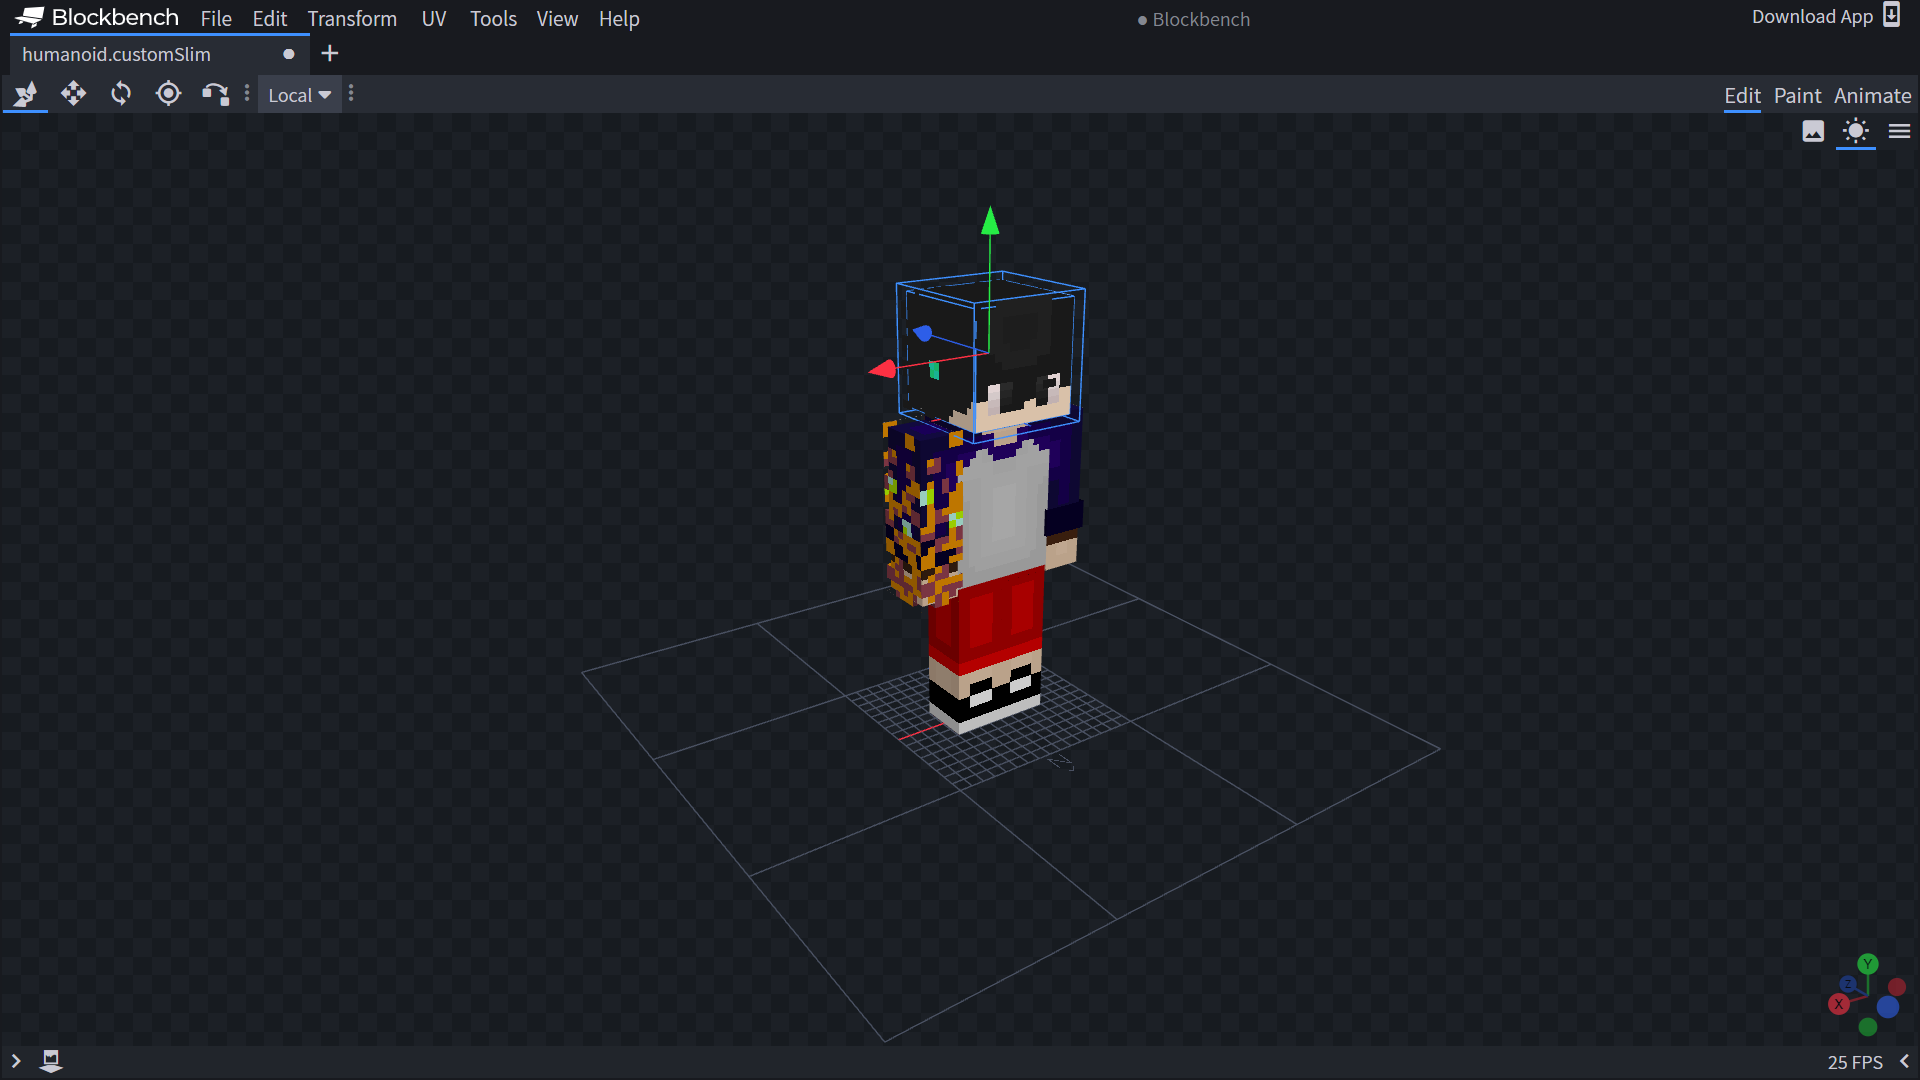 Blockbench File Edit Transform UV Tools View Help
Blockbench
Download App
humanoid.customSlim
Local
Edit Paint Animate
Y
Z
X
25 FPS